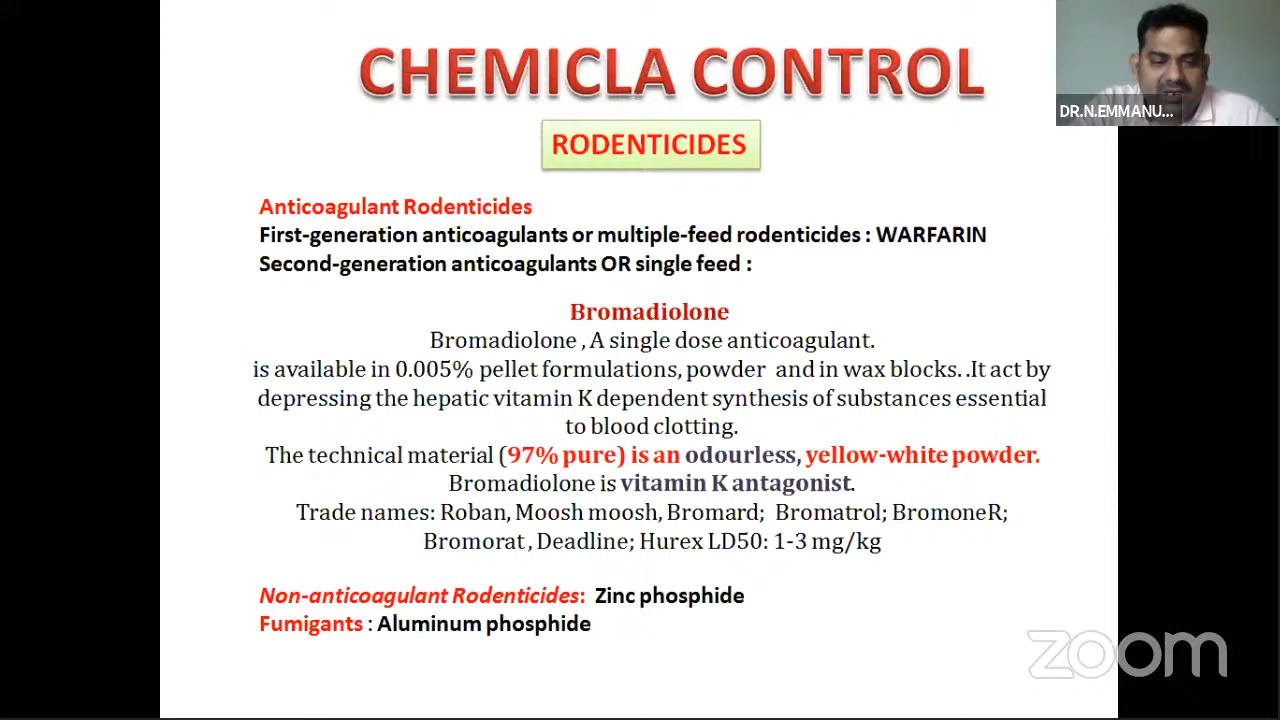 CHEMICLA CONTROL
DR.N.EMMANU...
RODENTICIDES
Anticoagulant Rodenticides
First-generation anticoagulants or multiple-feed rodenticides : WARFARIN
Second-generation anticoagulants OR single feed :
Bromadiolone
Bromadiolone , A single dose anticoagulant.
is available in 0.005% pellet formulations, powder and in wax blocks. .It act by
depressing the hepatic vitamin K dependent synthesis of substances essential
to blood clotting.
The technical material (97% pure) is an odourless, yellow-white powder.
Bromadiolone is vitamin K antagonist.
Trade names: Roban, Moosh moosh, Bromard; Bromatrol; BromoneR;
Bromorat , Deadline; Hurex LD50: 1-3 mg/kg
Non-anticoagulant Rodenticides: Zinc phosphide
Fumigants : Aluminum phosphide
zoom